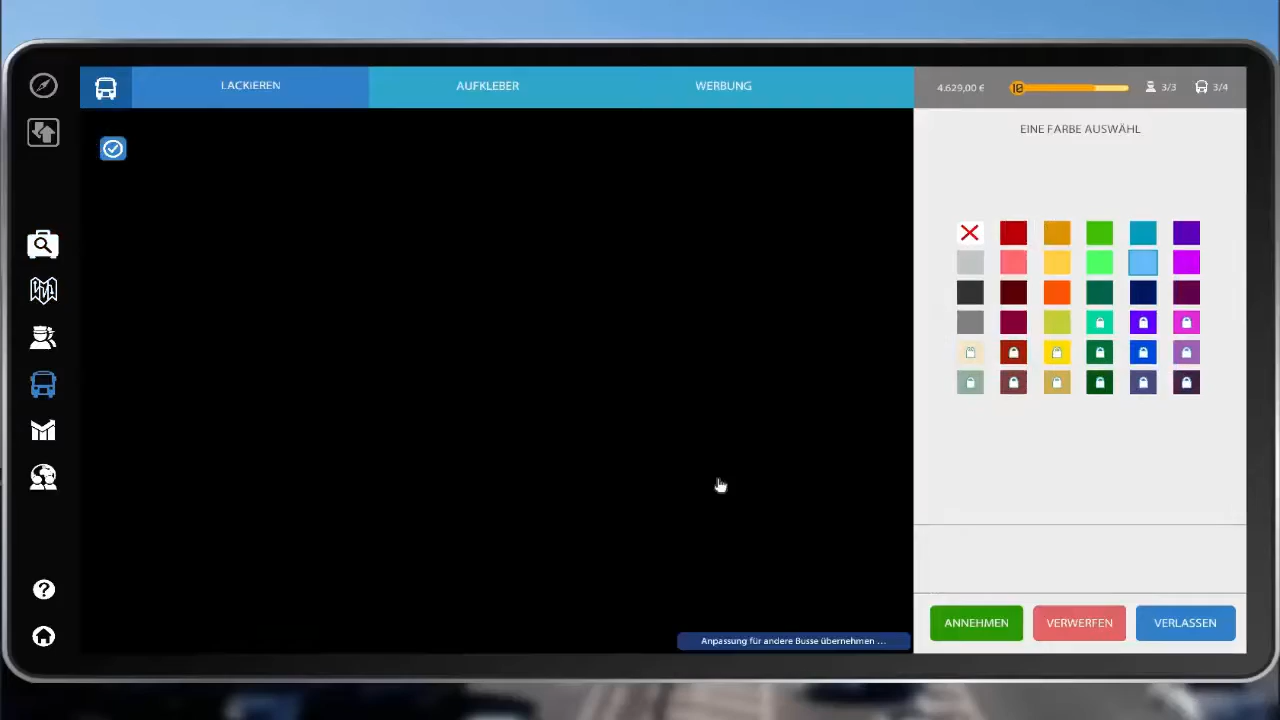 LACKIEREN
AUFKLEBER
WERBUNG
4.629,00 €
10
3/3
3/4
EINE FARBE AUSWÄHL
Anpassung für andere Busse übernehmen ...
ANNEHMEN
VERWERFEN
VERLASSEN